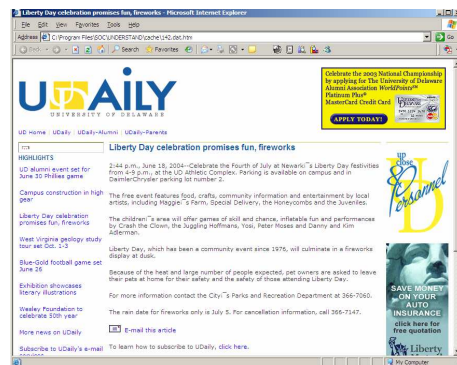 Liberty Day celebration promises fun, fireworks - Microsoft Internet Explorer
File Edit View Favorites Tools Help
Address C:\Program Files\SOC\UNDERSTAND\cache\142.dat.htm Go
Back Search Favorites
UDAILY
UNIVERSITY OF DELAWARE
Celebrate the 2003 National Championship
by applying for The University of Delaware
Alumni Association WorldPoints℠
Platinum Plus®
MasterCard Credit Card
APPLY TODAY!
UD Home | UDaily | UDaily-Alumni | UDaily-Parents
HIGHLIGHTS
UD alumni event set for
June 30 Phillies game
Campus construction in high
gear
Liberty Day celebration
promises fun, fireworks
West Virginia geology study
tour set Oct. 1-3
Blue-Gold football game set
June 26
Exhibition showcases
literary illustrations
Wesley Foundation to
celebrate 50th year
More news on UDaily
Subscribe to UDaily's e-mail
services
Liberty Day celebration promises fun, fireworks
2:44 p.m., June 18, 2004--Celebrate the Fourth of July at Newarkï¯s Liberty Day festivities
from 4-9 p.m., at the UD Athletic Complex. Parking is available on campus and in
DaimlerChrysler parking lot number 2.
The free event features food, crafts, community information and entertainment by local
artists, including Maggieï¯s Farm, Special Delivery, the Honeycombs and the Juveniles.
The childrenï¯s area will offer games of skill and chance, inflatable fun and performances
by Crash the Clown, the Juggling Hoffmans, Yosi, Peter Moses and Danny and Kim
Adlerman.
Liberty Day, which has been a community event since 1976, will culminate in a fireworks
display at dusk.
Because of the heat and large number of people expected, pet owners are asked to leave
their pets at home for their safety and the safety of those attending Liberty Day.
For more information contact the Cityï¯s Parks and Recreation Department at 366-7060.
The rain date for fireworks only is July 5. For cancellation information, call 366-7147.
E-mail this article
To learn how to subscribe to UDaily, click here.
up
close
Personnel
SAVE MONEY
ON YOUR
AUTO
INSURANCE
click here for
free quotation
Liberty
My Computer